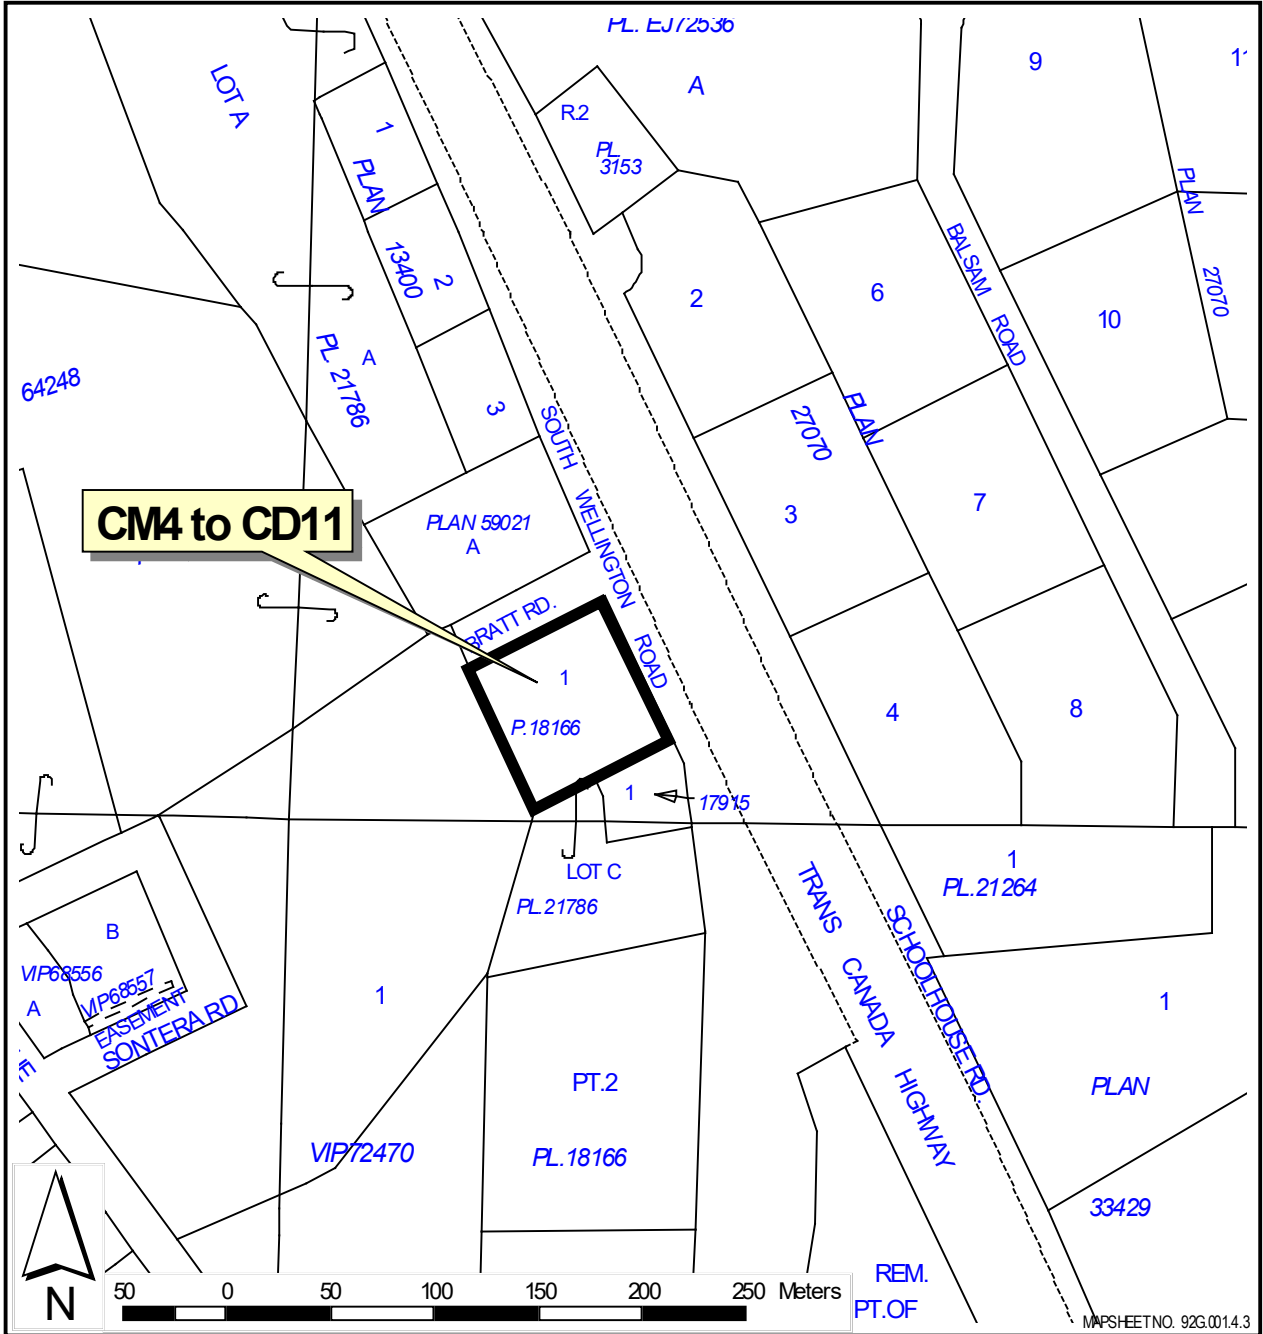 PL. EJ72536
A
9
LOT A
R.2
PL.
3153
1
PLAN
13400
2
3
PLAN
27070
BALSAM ROAD
2
6
10
A
PL. 21786
64248
SOUTH WELLINGTON ROAD
27070
PLAN
3
7
CM4 to CD11
PLAN 59021
A
BRATT RD.
1
P.18166
4
8
1
17915
LOT C
PL.21786
1
PL.21264
TRANS CANADA HIGHWAY
SCHOOLHOUSE RD.
B
VIP68556
A
VIP68557
EASEMENT
SONTERA RD
1
1
PLAN
33429
PT.2
PL.18166
VIP72470
N
50 0 50 100 150 200 250 Meters
REM.
PT.OF
MAPSHEET NO. 92G.001.4.3